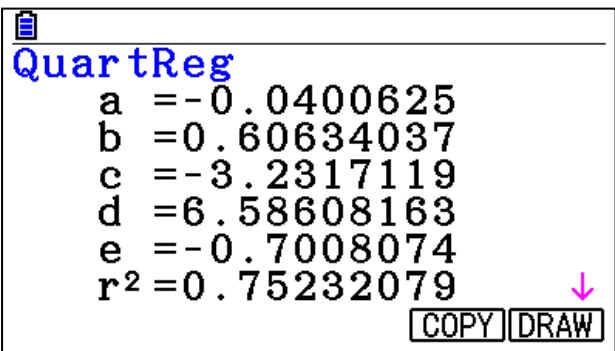 QuartReg
a =-0.0400625
b =0.60634037
c =-3.2317119
d =6.58608163
e =-0.7008074
r²=0.75232079
COPY DRAW